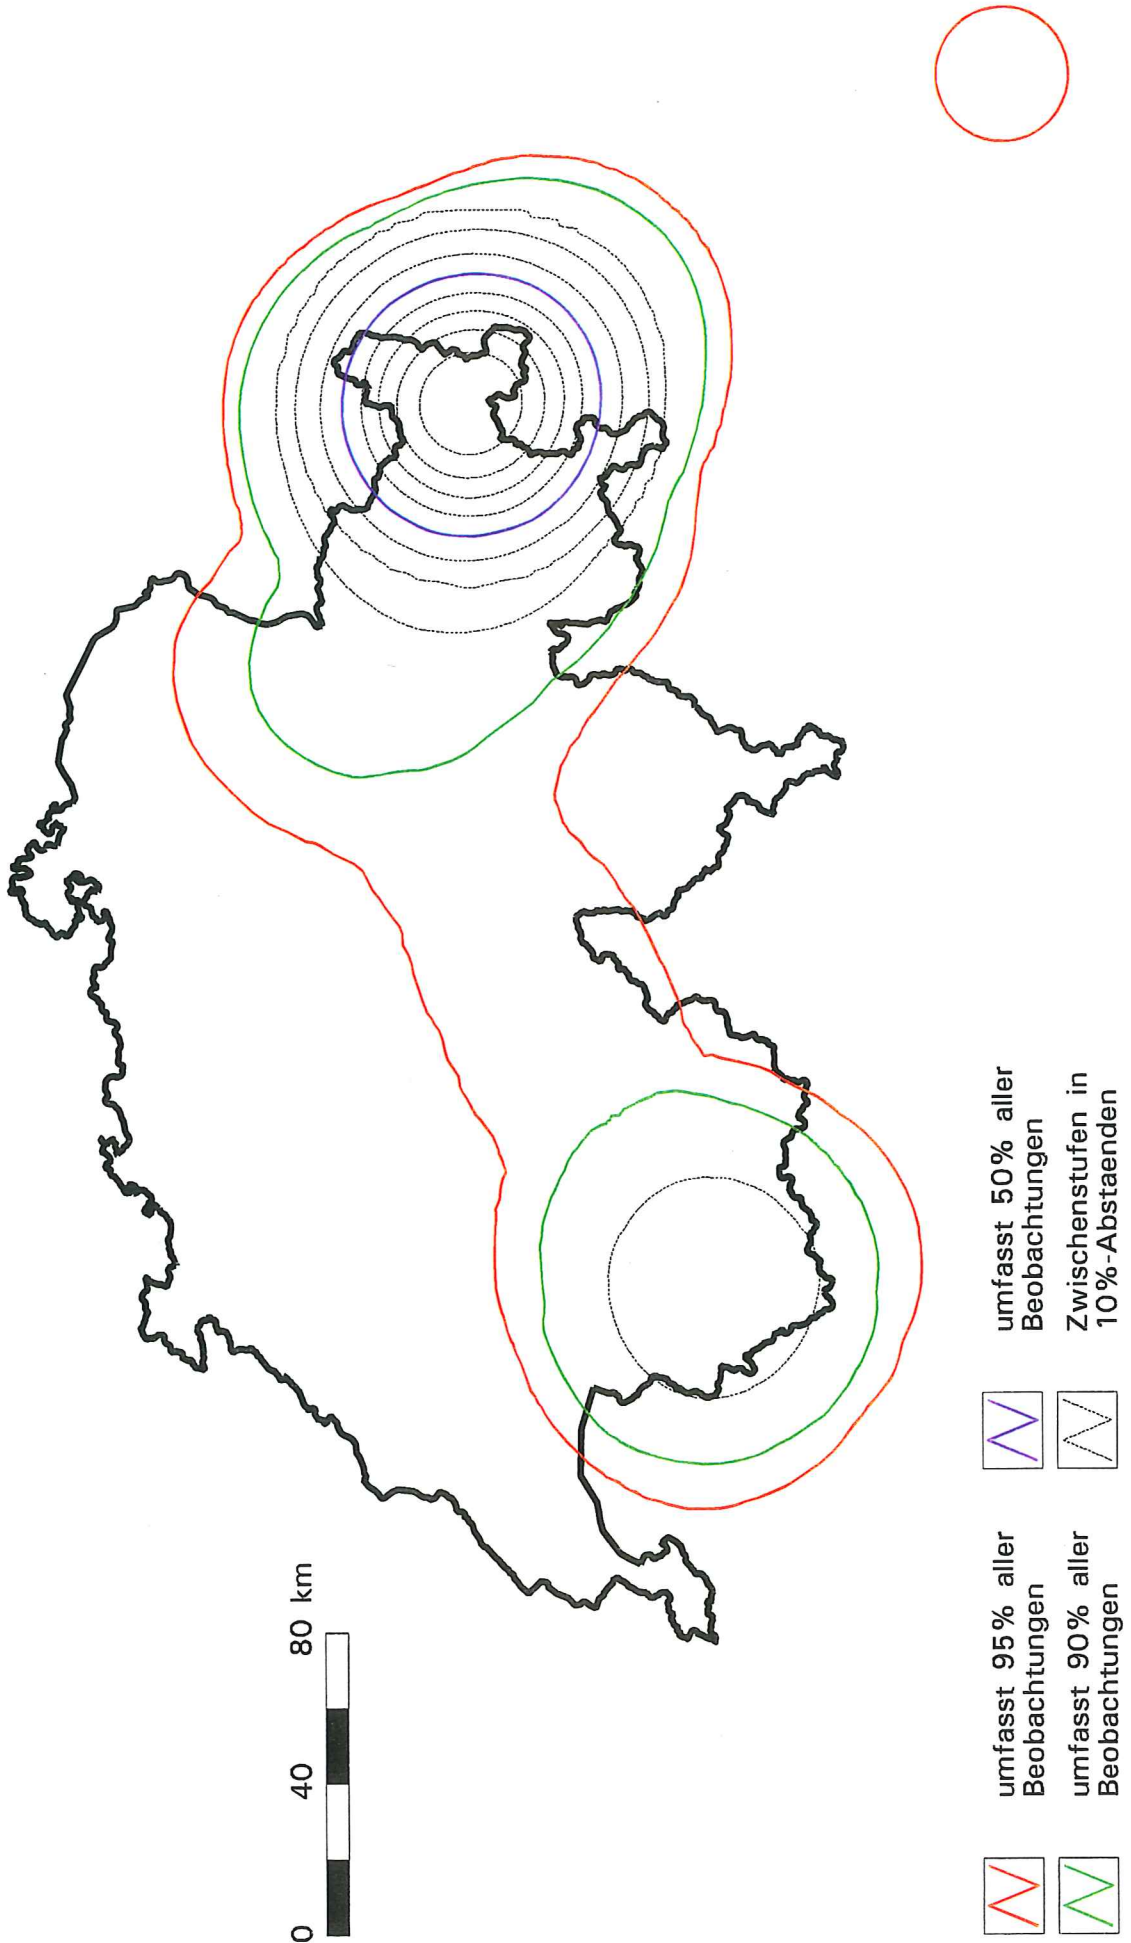 0 40 80 km
umfasst 95% aller
Beobachtungen
umfasst 90% aller
Beobachtungen
umfasst 50% aller
Beobachtungen
Zwischenstufen in
10%-Abstaenden